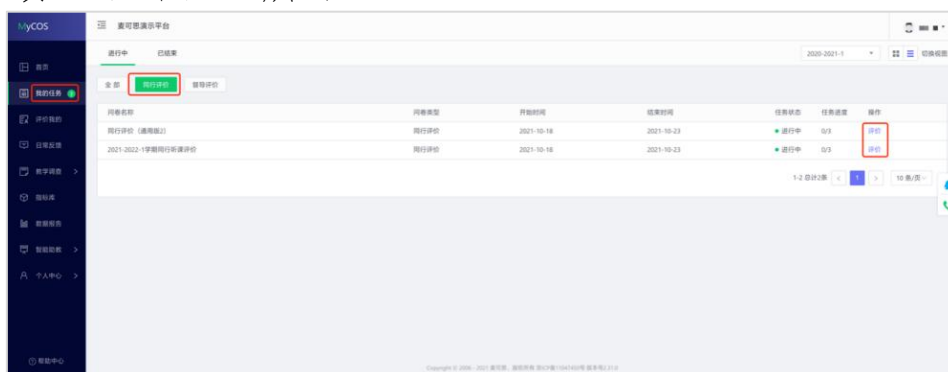 MyCOS
麦可思演示平台
进行中 已结束
2020-2021-1
切换视图
首页
我的任务
评价我的
日常反馈
教学调查 >
指标库
数据报告
智能助教 >
个人中心 >
帮助中心
全部 同行评价 督导评价
问卷名称 问卷类型 开始时间 结束时间 任务状态 任务进度 操作
同行评价（通用版2） 同行评价 2021-10-18 2021-10-23 进行中 0/3 评价
2021-2022-1学期同行听课评价 同行评价 2021-10-18 2021-10-23 进行中 0/3 评价
1-2 总计2条 < 1 > 10 条/页